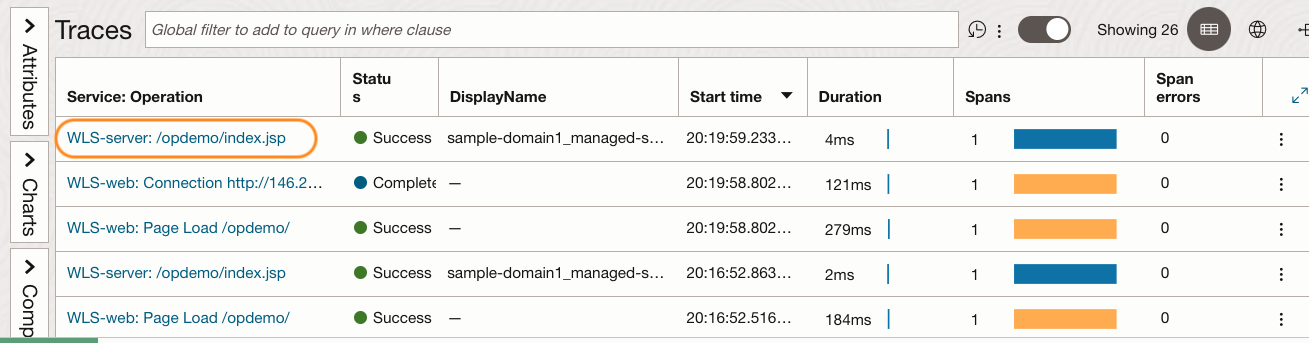 Traces Global filter to add to query in where clause Showing 26
Attributes
Charts
Comp
Service: Operation Status DisplayName Start time Duration Spans Span errors
WLS-server: /opdemo/index.jsp Success sample-domain1_managed-s... 20:19:59.233... 4ms 1 0
WLS-web: Connection http://146.2... Complete — 20:19:58.802... 121ms 1 0
WLS-web: Page Load /opdemo/ Success — 20:19:58.802... 279ms 1 0
WLS-server: /opdemo/index.jsp Success sample-domain1_managed-s... 20:16:52.863... 2ms 1 0
WLS-web: Page Load /opdemo/ Success — 20:16:52.516... 184ms 1 0